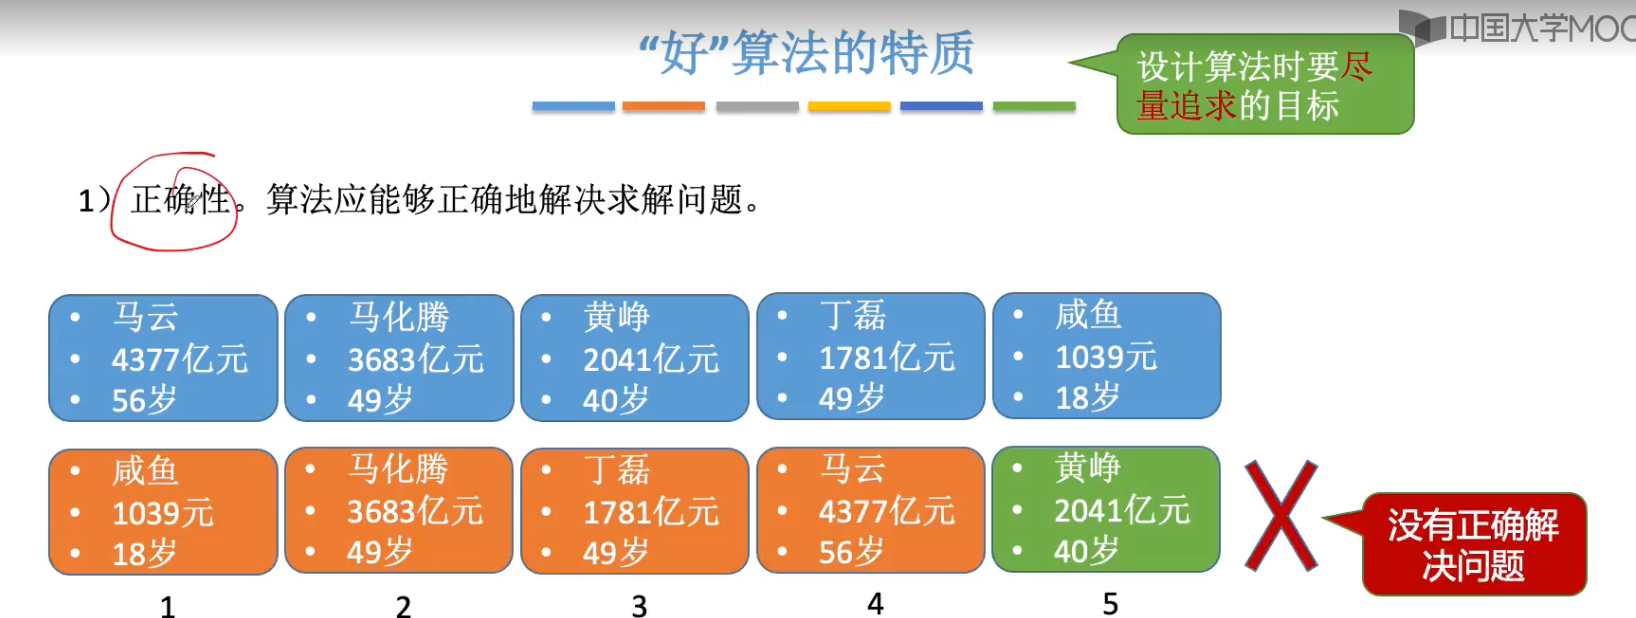 中国大学MOO
“好”算法的特质
设计算法时要尽
量追求的目标
1）正确性。算法应能够正确地解决求解问题。
• 马云
• 4377亿元
• 56岁
• 马化腾
• 3683亿元
• 49岁
• 黄峥
• 2041亿元
• 40岁
• 丁磊
• 1781亿元
• 49岁
• 咸鱼
• 1039元
• 18岁
• 咸鱼
• 1039元
• 18岁
• 马化腾
• 3683亿元
• 49岁
• 丁磊
• 1781亿元
• 49岁
• 马云
• 4377亿元
• 56岁
• 黄峥
• 2041亿元
• 40岁
没有正确解
决问题
1 2 3 4 5